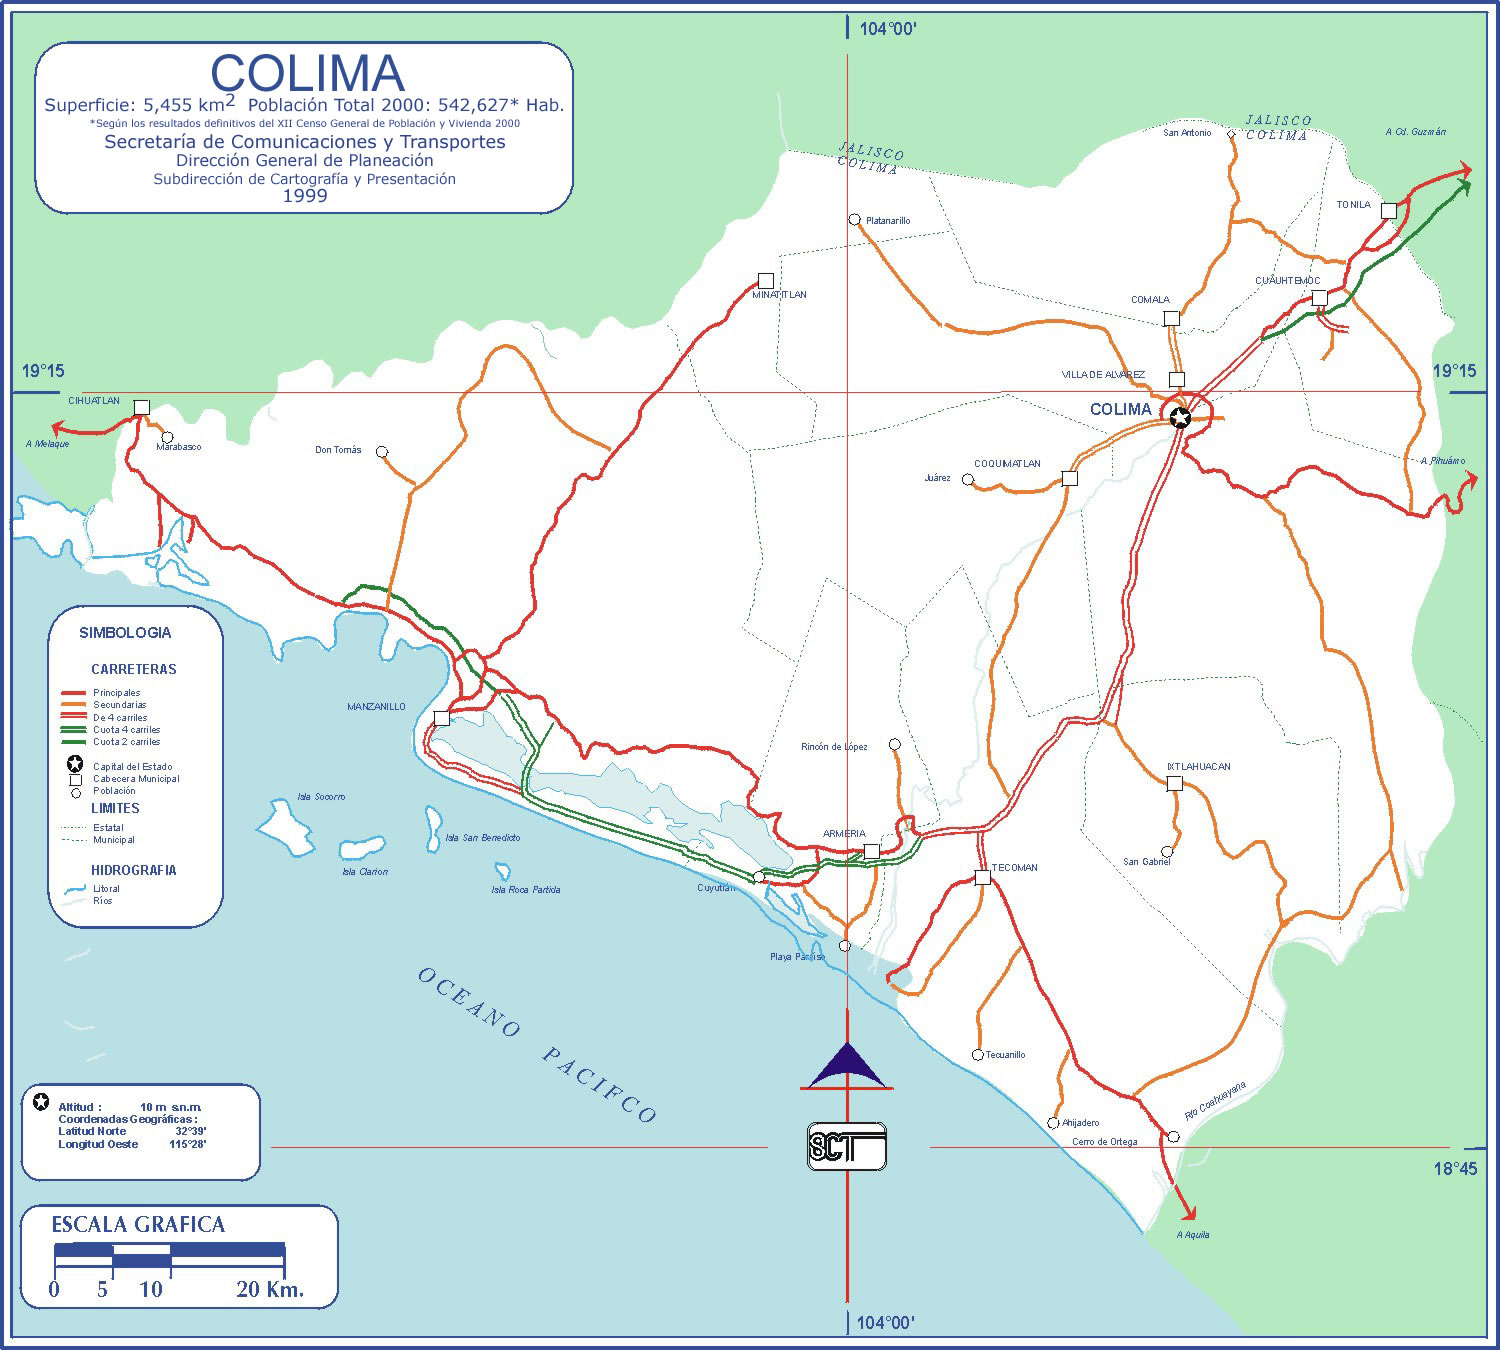 104°00'
COLIMA
Superficie: 5,455 km2 Población Total 2000: 542,627* Hab.
*Según los resultados definitivos del XII Censo General de Población y Vivienda 2000
Secretaría de Comunicaciones y Transportes
Dirección General de Planeación
Subdirección de Cartografía y Presentación
1999
San Antonio
JALISCO
COLIMA
A Cd. Guzmán
JALISCO
COLIMA
TONILA
Platanarillo
CUAUHTEMOC
MINATITLAN
COMALA
19°15
19°15
VILLA DE ALVAREZ
CIHUATLAN
COLIMA
A Melaque
Marabasco
Don Tomás
COQUIMATLAN
A Pihuámo
Juárez
SIMBOLOGIA
CARRETERAS
Principales
Secundarias
De 4 carriles
Cuota 4 carriles
Cuota 2 carriles
Capital del Estado
Cabecera Municipal
Población
LIMITES
Estatal
Municipal
HIDROGRAFIA
Litoral
Ríos
MANZANILLO
Rincón de López
IXTLAHUACAN
Isla Socorro
Isla San Benedicto
ARMERIA
Isla Clarion
San Gabriel
TECOMAN
Isla Roca Partida
Cuyutlán
Playa Paraíso
OCEANO PACIFCO
Tecuanillo
Río Coahuayana
Altitud : 10 m s.n.m.
Coordenadas Geográficas :
Latitud Norte 32°39'
Longitud Oeste 115°28'
Ahijadero
Cerro de Ortega
SCT
18°45
ESCALA GRAFICA
0 5 10 20 Km.
A Aquila
104°00'